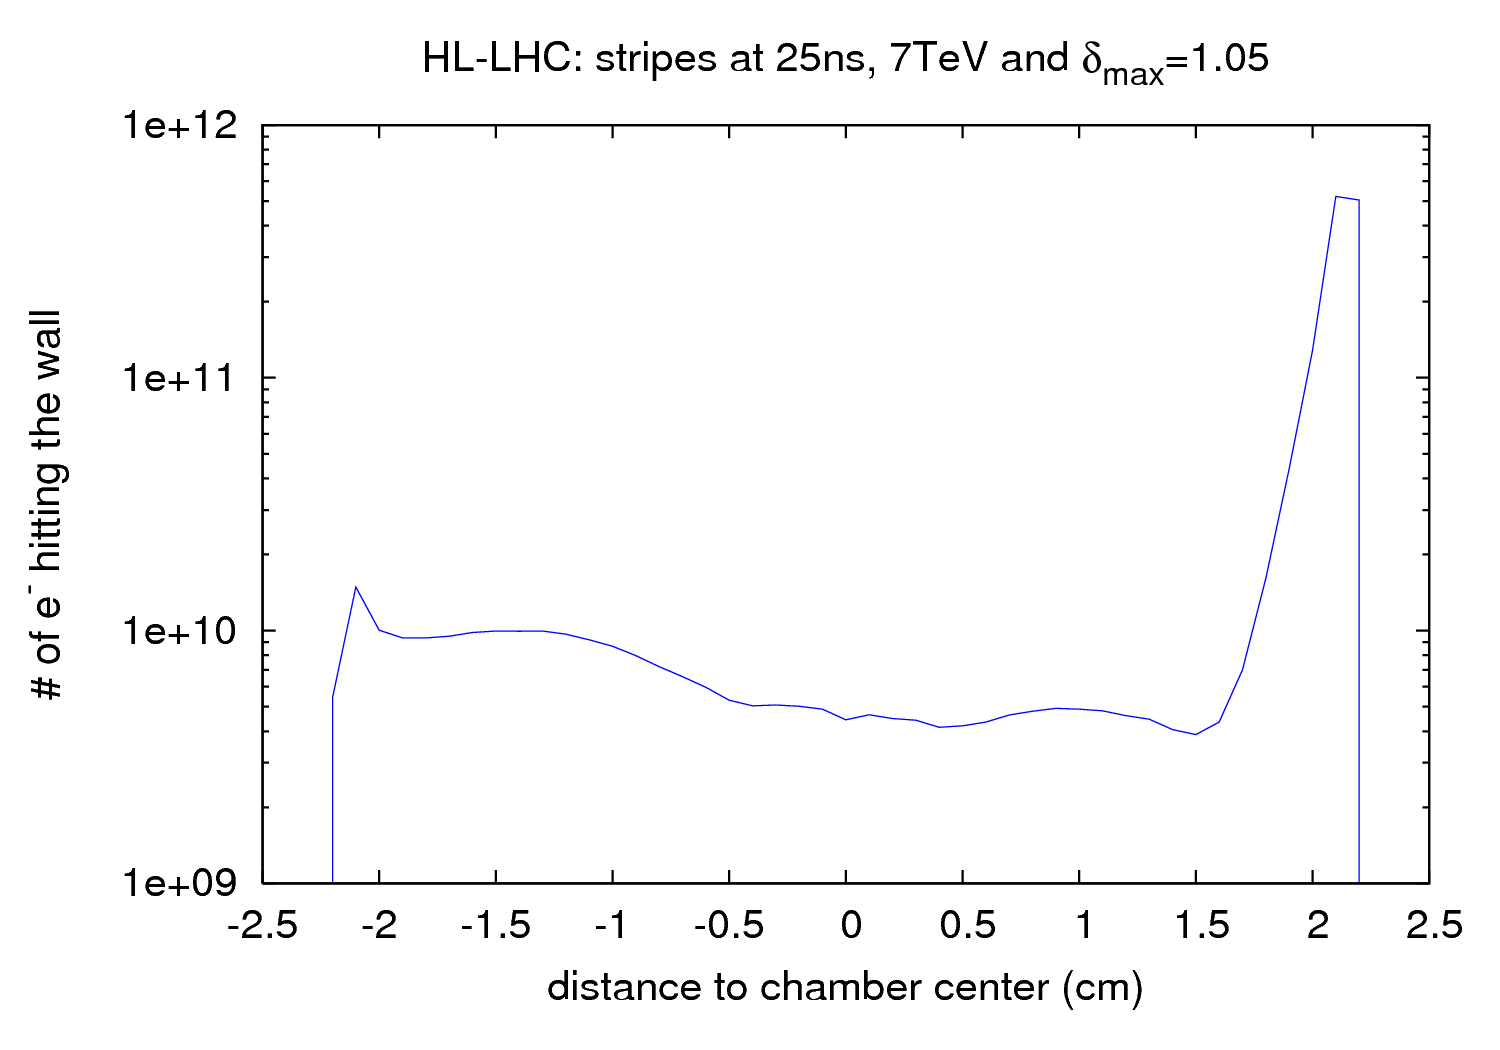 HL-LHC: stripes at 25ns, 7TeV and δmax=1.05
1e+12
1e+11
1e+10
1e+09
# of e- hitting the wall
-2.5 -2 -1.5 -1 -0.5 0 0.5 1 1.5 2 2.5
distance to chamber center (cm)